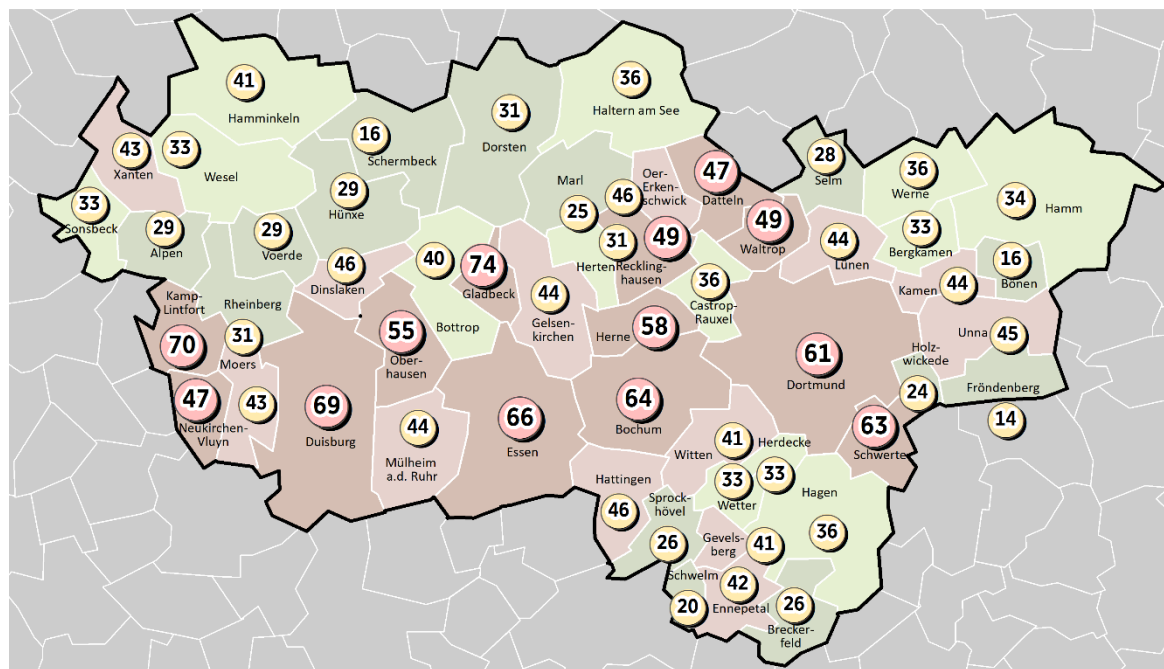 41
Hamminkeln
36
Haltern am See
31
Dorsten
16
Schermbeck
43
Xanten
33
Wesel
28
Selm
36
Werne
34
Hamm
47
Datteln
Oer-
Erken-
schwick
46
Marl
25
29
Hünxe
33
Sonsbeck
29
Alpen
29
Voerde
49
Waltrop
44
Lünen
33
Bergkamen
31
Herten
49
Reckling-
hausen
40
Bottrop
74
Gladbeck
46
Dinslaken
44
Gelsen-
kirchen
36
Castrop-
Rauxel
16
Bönen
44
Kamen
Kamp-
Lintfort
70
Rheinberg
31
Moers
43
55
Ober-
hausen
Herne
58
61
Dortmund
Unna
45
Holz-
wickede
24
Fröndenberg
14
47
Neukirchen-
Vluyn
69
Duisburg
44
Mülheim
a.d. Ruhr
66
Essen
64
Bochum
63
Schwerte
41
Witten
Herdecke
33
33
Wetter
Hagen
36
Hattingen
46
Sprock-
hövel
26
Gevels-
berg
41
Schwelm
20
42
Ennepetal
26
Brecker-
feld